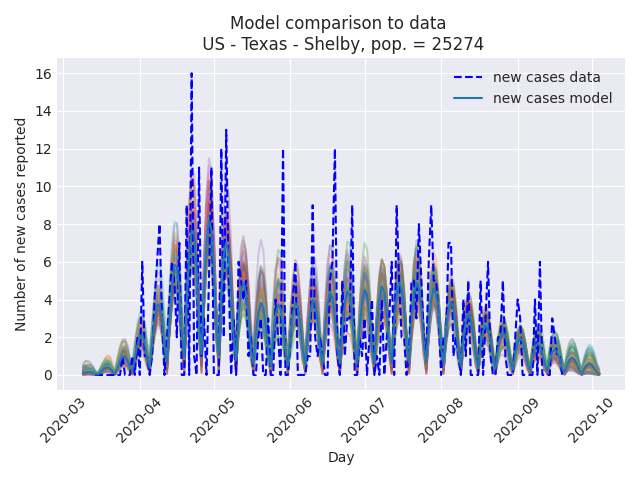 Model comparison to data
US - Texas - Shelby, pop. = 25274
new cases data
new cases model
Number of new cases reported
16
14
12
10
8
6
4
2
0
2020-03
2020-04
2020-05
2020-06
2020-07
2020-08
2020-09
2020-10
Day